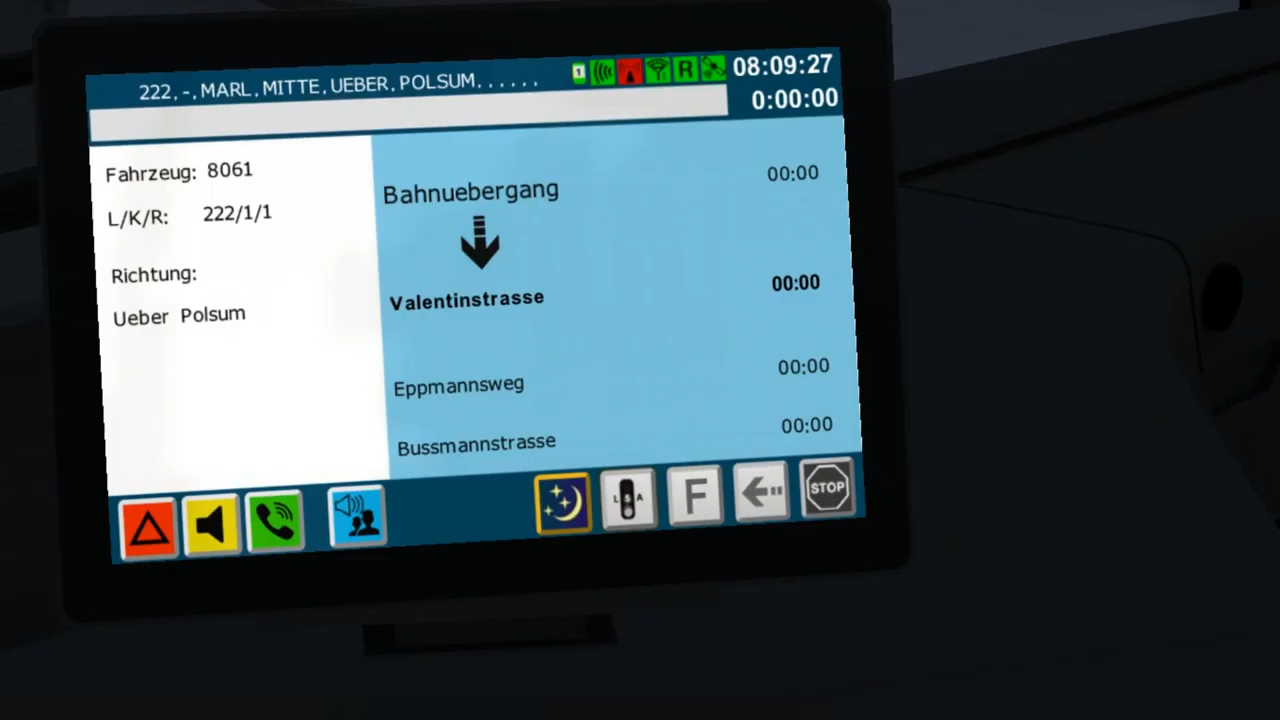 222,-,MARL,MITTE,UEBER,POLSUM,.,.,.,.
1
R
08:09:27
0:00:00
Fahrzeug: 8061
L/K/R: 222/1/1
Richtung:
Ueber Polsum
Bahnuebergang 00:00
Valentinstrasse 00:00
Eppmannsweg 00:00
Bussmannstrasse 00:00
L & A
F
STOP